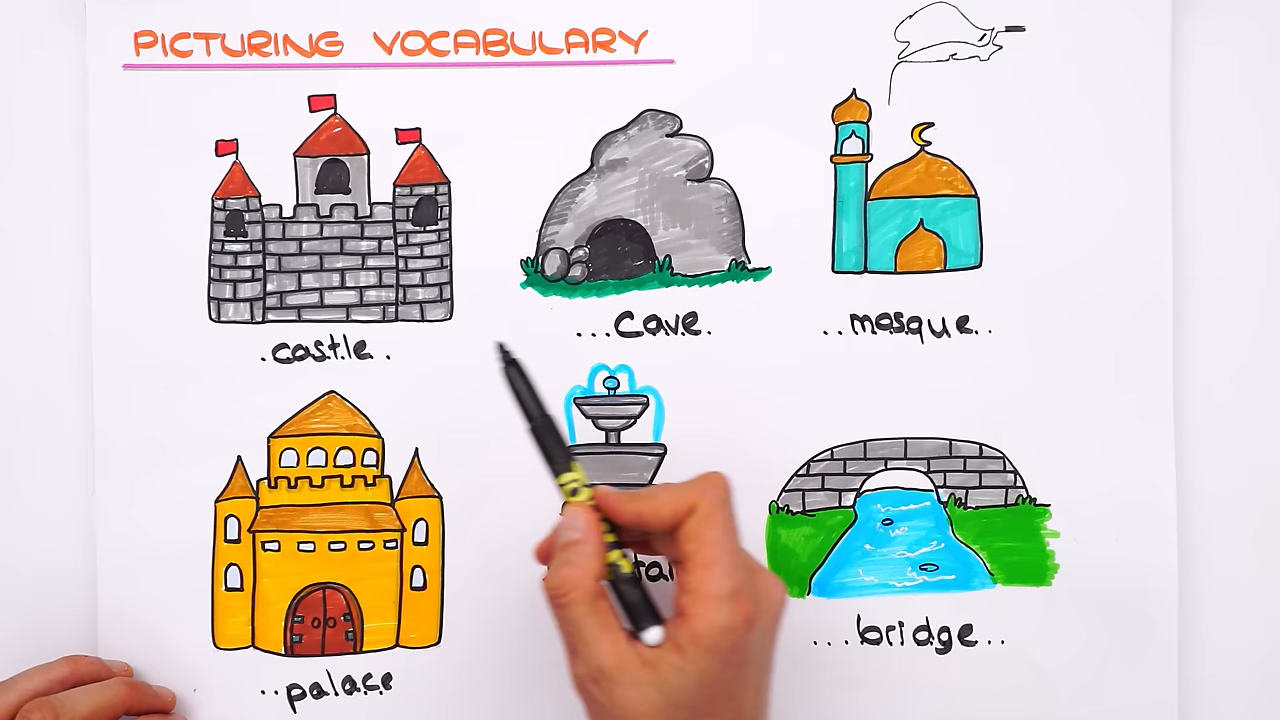 PICTURING VOCABULARY
...cave.
..mosque..
.castle.
...bridge..
..palace